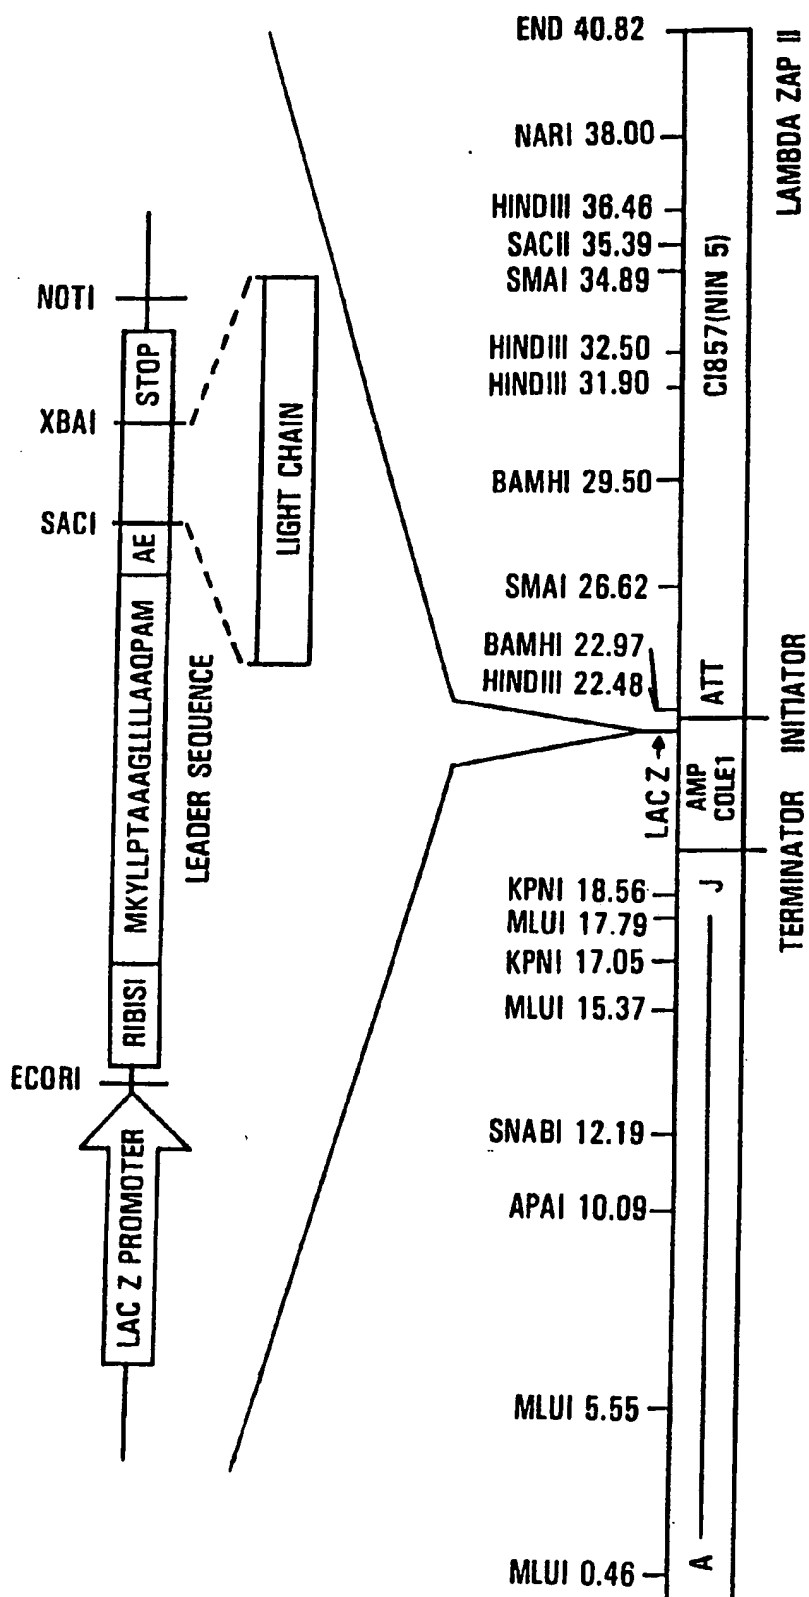 NOTI
XBAI
SACI
ECORI
STOP
AE
MKYLLPTAAAGLLLLAAQPAM
RIBISI
LAC Z PROMOTER
LEADER SEQUENCE
LIGHT CHAIN
END 40.82
NARI 38.00
HINDIII 36.46
SACII 35.39
SMAI 34.89
HINDIII 32.50
HINDIII 31.90
BAMHI 29.50
SMAI 26.62
BAMHI 22.97
HINDIII 22.48
LAC Z
KPNI 18.56
MLUI 17.79
KPNI 17.05
MLUI 15.37
SNABI 12.19
APAI 10.09
MLUI 5.55
MLUI 0.46
CI857(NIN 5)
ATT
AMP
COLE1
J
A
LAMBDA ZAP II
INITIATOR
TERMINATOR